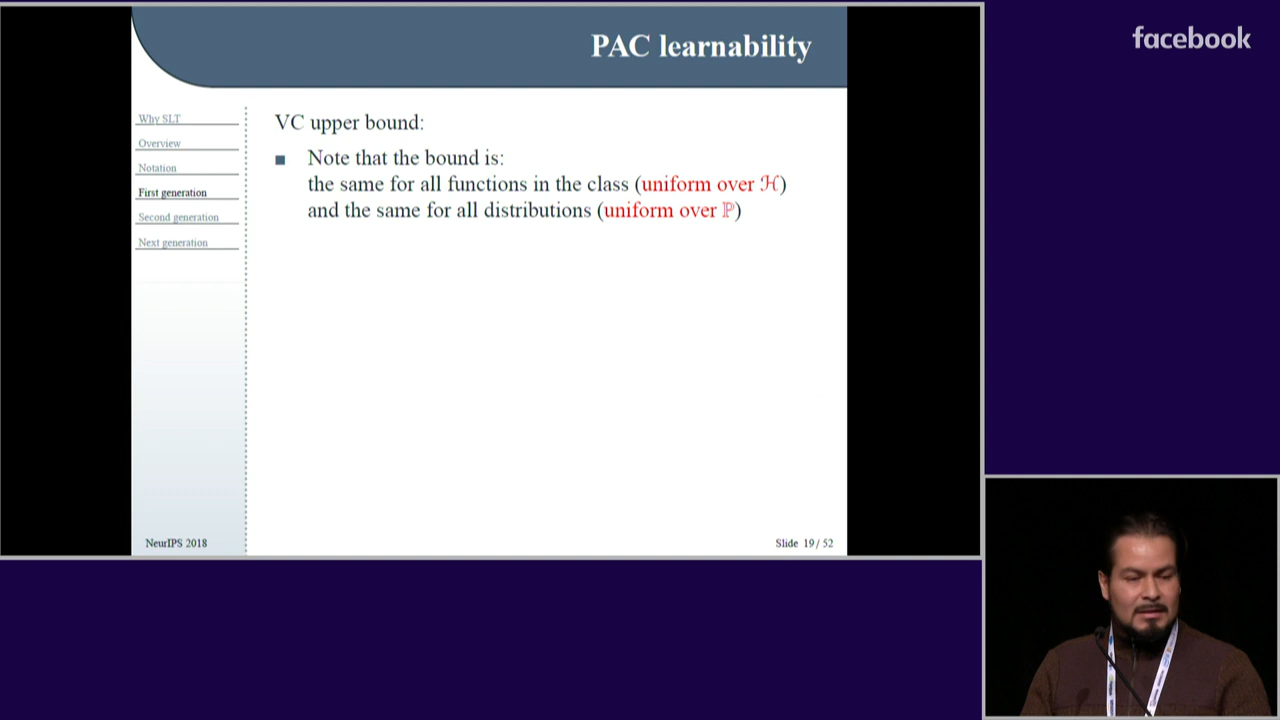 facebook
PAC learnability
Why SLT
Overview
Notation
First generation
Second generation
Next generation
VC upper bound:
Note that the bound is:
the same for all functions in the class (uniform over ℋ)
and the same for all distributions (uniform over ℙ)
NeurIPS 2018
Slide 19 / 52